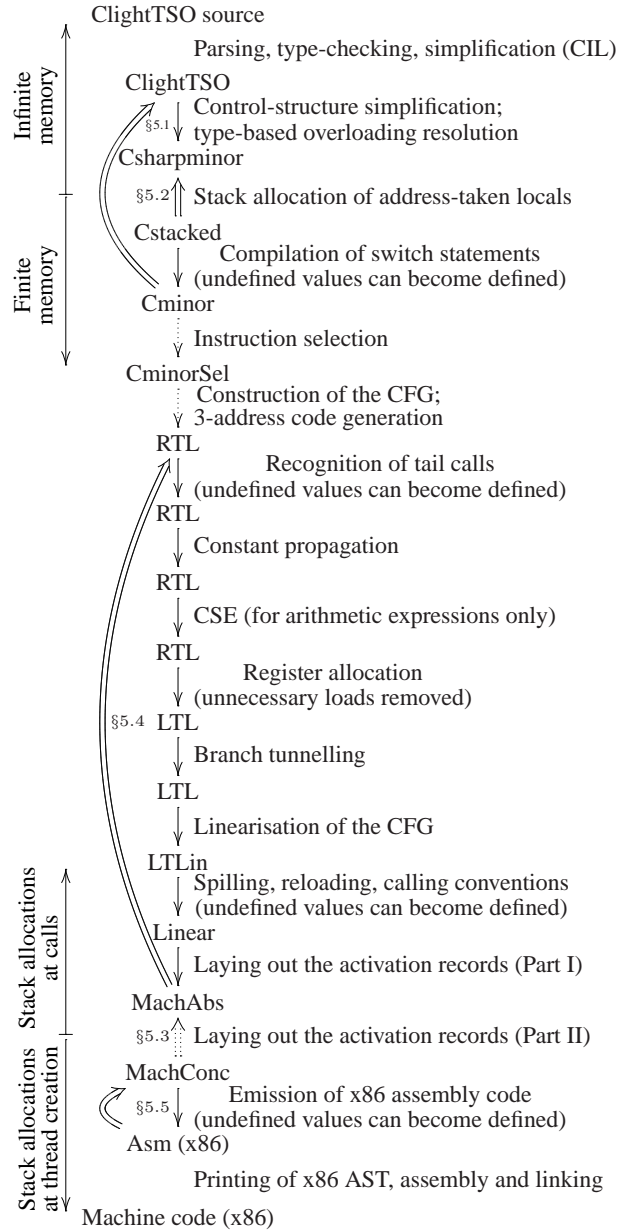 ClightTSO source
Parsing, type-checking, simplification (CIL)
Infinite
memory
ClightTSO
§5.1
Control-structure simplification;
type-based overloading resolution
Csharpminor
§5.2
Stack allocation of address-taken locals
Cstacked
Finite
memory
Compilation of switch statements
(undefined values can become defined)
Cminor
Instruction selection
CminorSel
Construction of the CFG;
3-address code generation
RTL
Recognition of tail calls
(undefined values can become defined)
RTL
Constant propagation
RTL
CSE (for arithmetic expressions only)
RTL
Register allocation
(unnecessary loads removed)
§5.4
LTL
Branch tunnelling
LTL
Linearisation of the CFG
LTLin
Stack allocations
at calls
Spilling, reloading, calling conventions
(undefined values can become defined)
Linear
Laying out the activation records (Part I)
MachAbs
§5.3
Laying out the activation records (Part II)
MachConc
Stack allocations
at thread creation
§5.5
Emission of x86 assembly code
(undefined values can become defined)
Asm (x86)
Printing of x86 AST, assembly and linking
Machine code (x86)